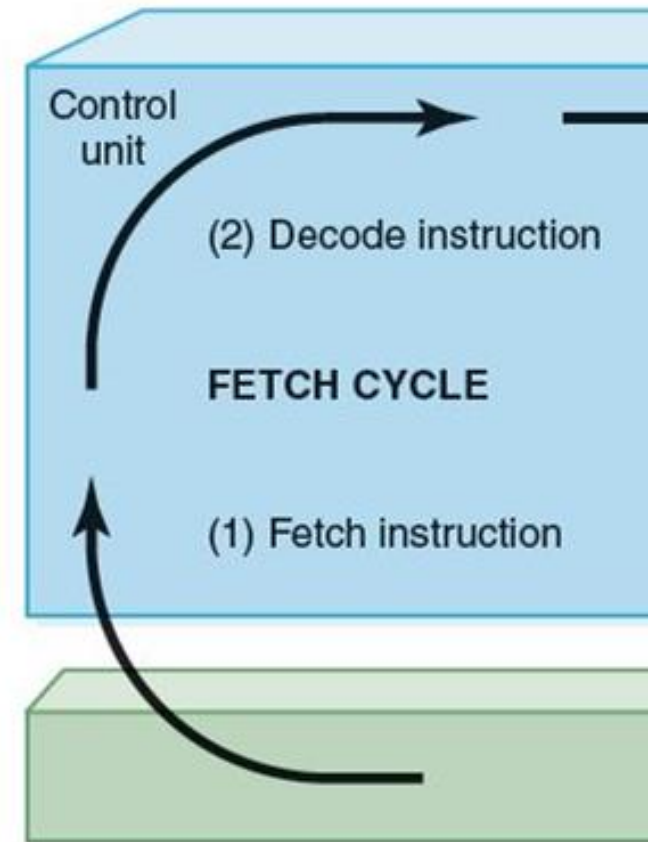 Control
unit
(2) Decode instruction
FETCH CYCLE
(1) Fetch instruction